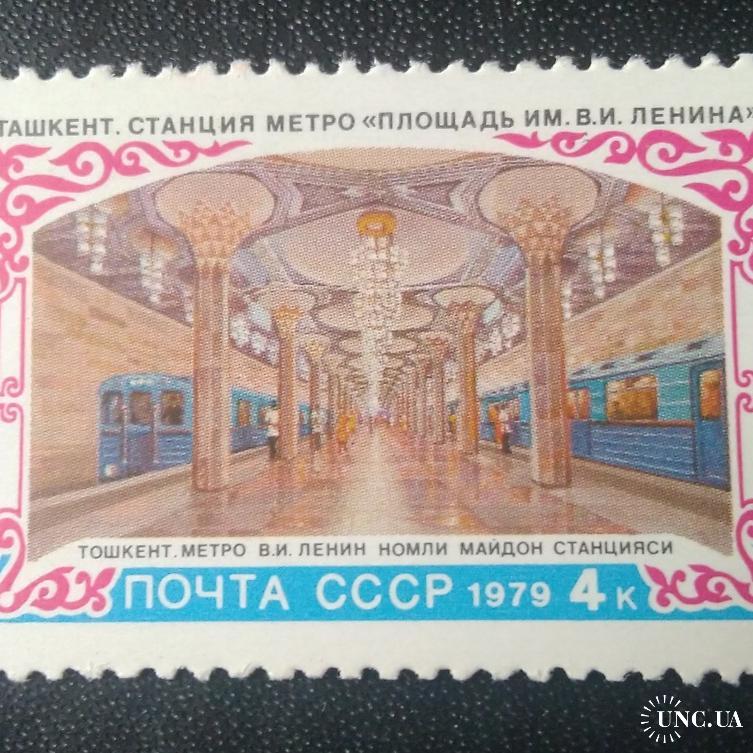 ТАШКЕНТ. СТАНЦИЯ МЕТРО «ПЛОЩАДЬ ИМ. В.И. ЛЕНИНА»
ТОШКЕНТ. МЕТРО В.И. ЛЕНИН НОМЛИ МАЙДОН СТАНЦИЯСИ
ПОЧТА СССР 1979 4 К
UNC.UA